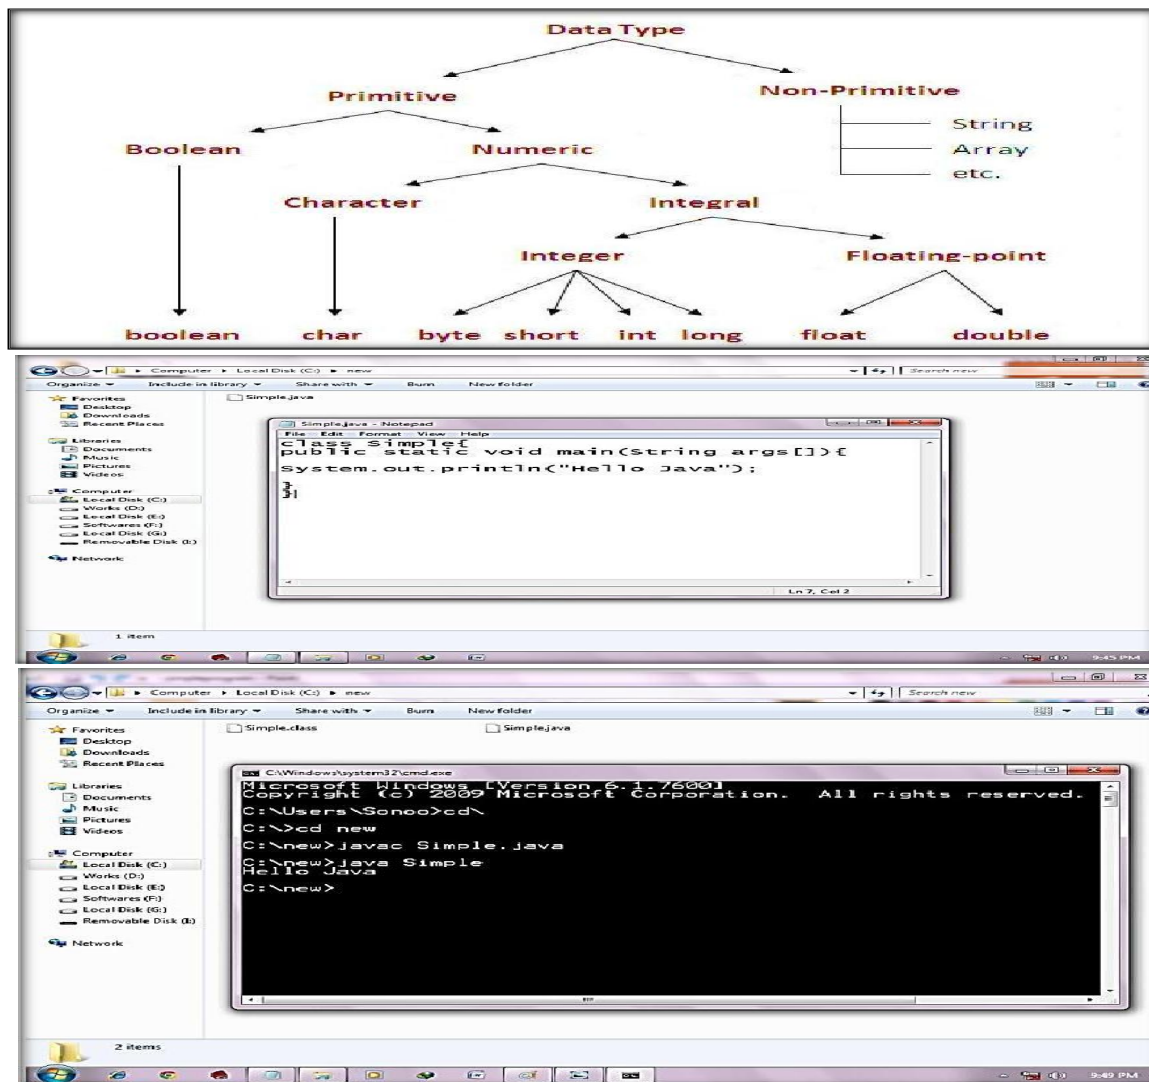 Data Type
Primitive Non-Primitive
String
Boolean Numeric Array
etc.
Character Integral
Integer Floating-point
boolean char byte short int long float double
Computer Local Disk (C:) new Search new
Organize Include in library Share with Burn New folder
Favorites
Desktop
Downloads
Recent Places
Libraries
Documents
Music
Pictures
Videos
Computer
Local Disk (C:)
Works (D:)
Local Disk (E:)
Softwares (F:)
Local Disk (G:)
Removable Disk (I:)
Network
Simple.java
Simple.java - Notepad
File Edit Format View Help
class Simple{
public static void main(String args[]){
System.out.println("Hello Java");
}
}
Ln 7, Col 2
1 item
9:45 PM
Computer Local Disk (C:) new Search new
Organize Include in library Share with Burn New folder
Favorites
Desktop
Downloads
Recent Places
Libraries
Documents
Music
Pictures
Videos
Computer
Local Disk (C:)
Works (D:)
Local Disk (E:)
Softwares (F:)
Local Disk (G:)
Removable Disk (I:)
Network
Simple.class Simple.java
C:\Windows\system32\cmd.exe
Microsoft Windows [Version 6.1.7600]
Copyright (c) 2009 Microsoft Corporation. All rights reserved.
C:\Users\Sonoo>cd\
C:\>cd new
C:\new>javac Simple.java
C:\new>java Simple
Hello Java
C:\new>
2 items
9:49 PM